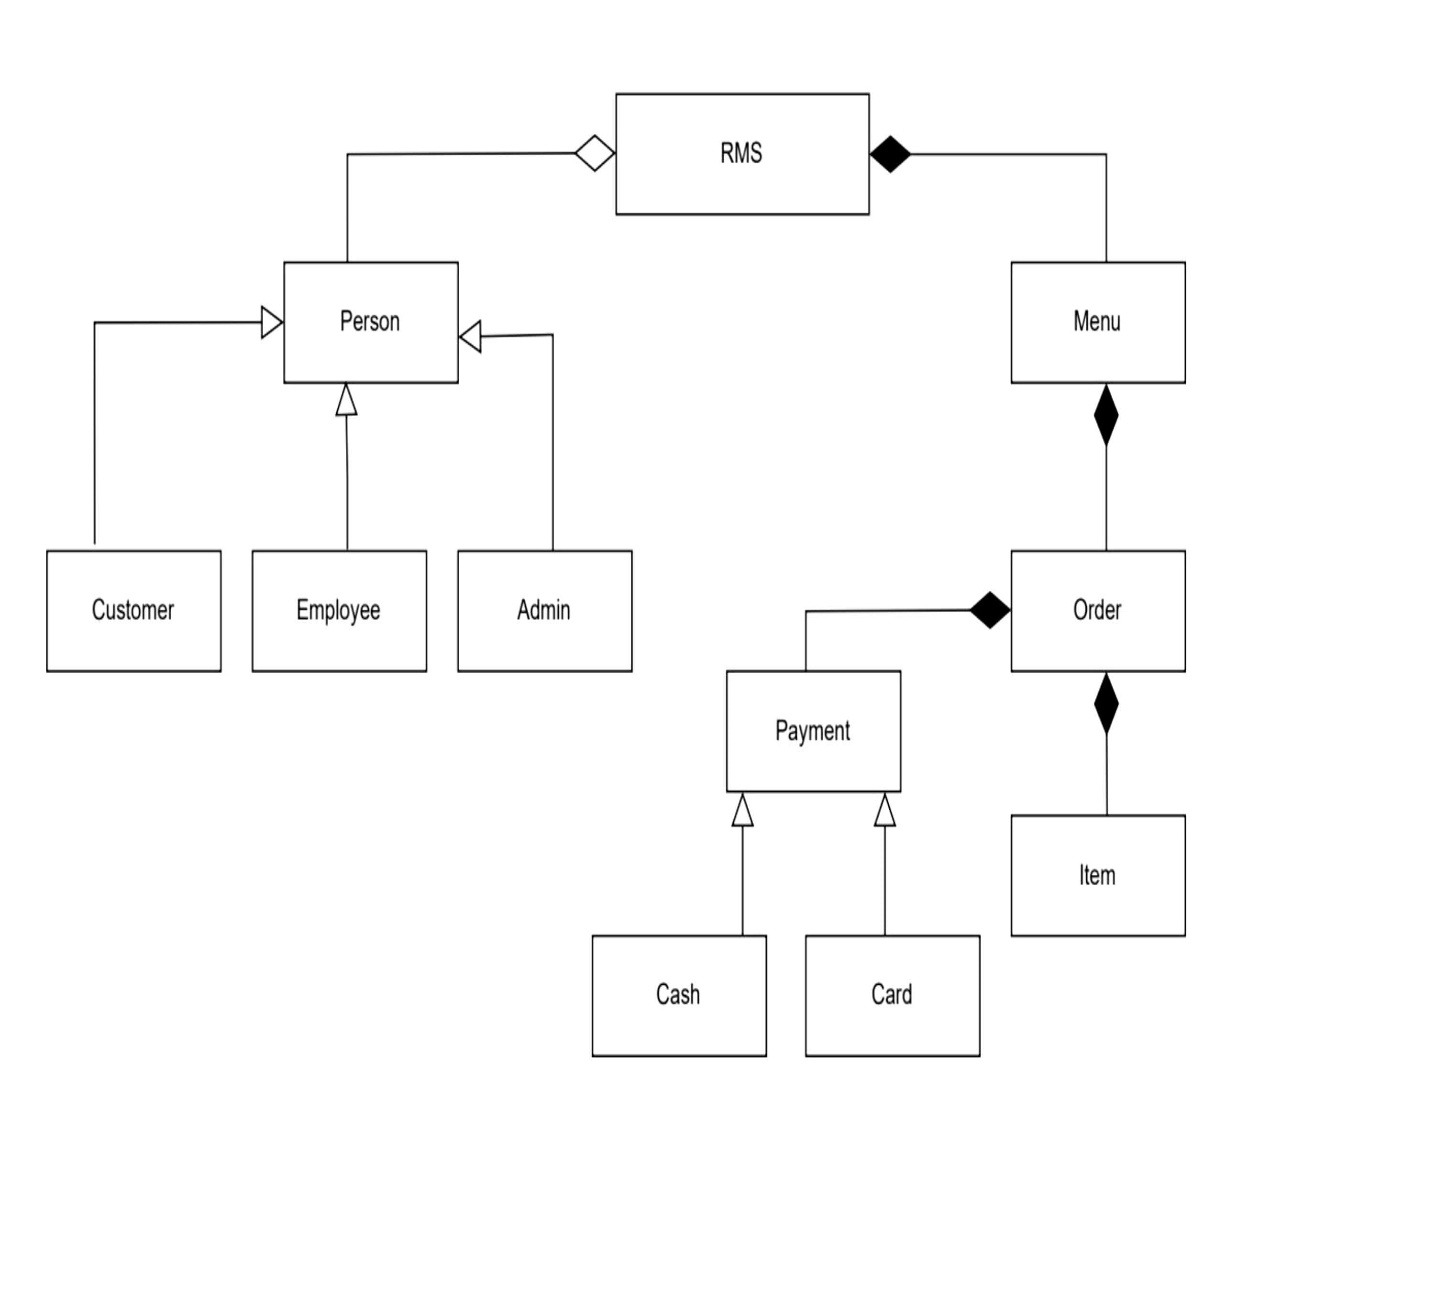 RMS
Person
Menu
Customer
Employee
Admin
Order
Payment
Item
Cash
Card